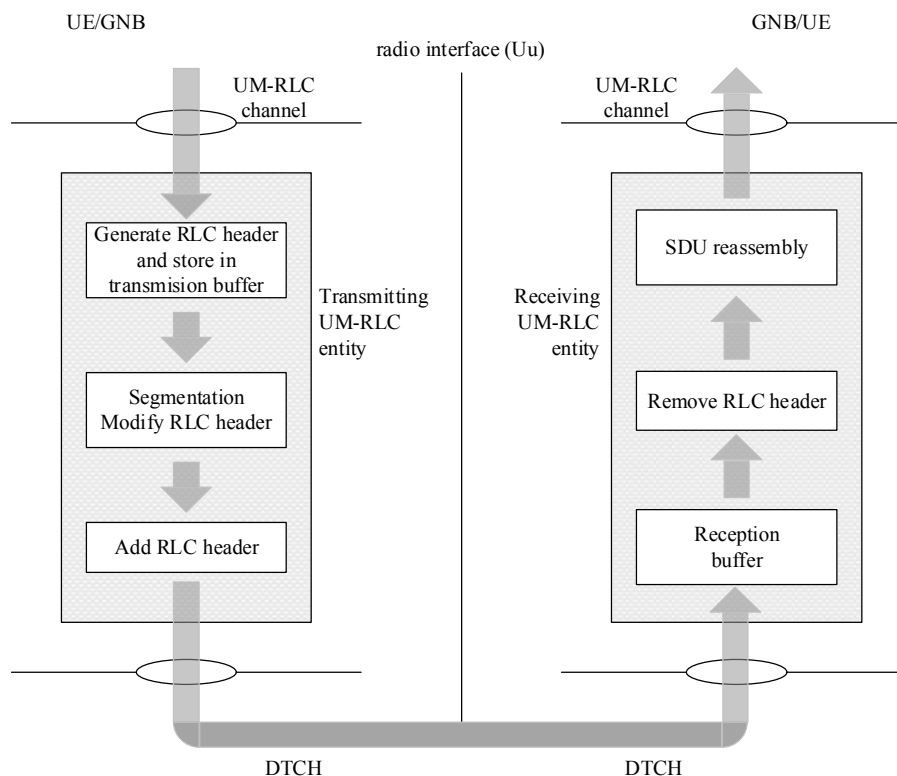 UE/GNB
GNB/UE
radio interface (Uu)
UM-RLC
channel
UM-RLC
channel
Generate RLC header
and store in
transmision buffer
Transmitting
UM-RLC
entity
Segmentation
Modify RLC header
Add RLC header
Receiving
UM-RLC
entity
SDU reassembly
Remove RLC header
Reception
buffer
DTCH
DTCH